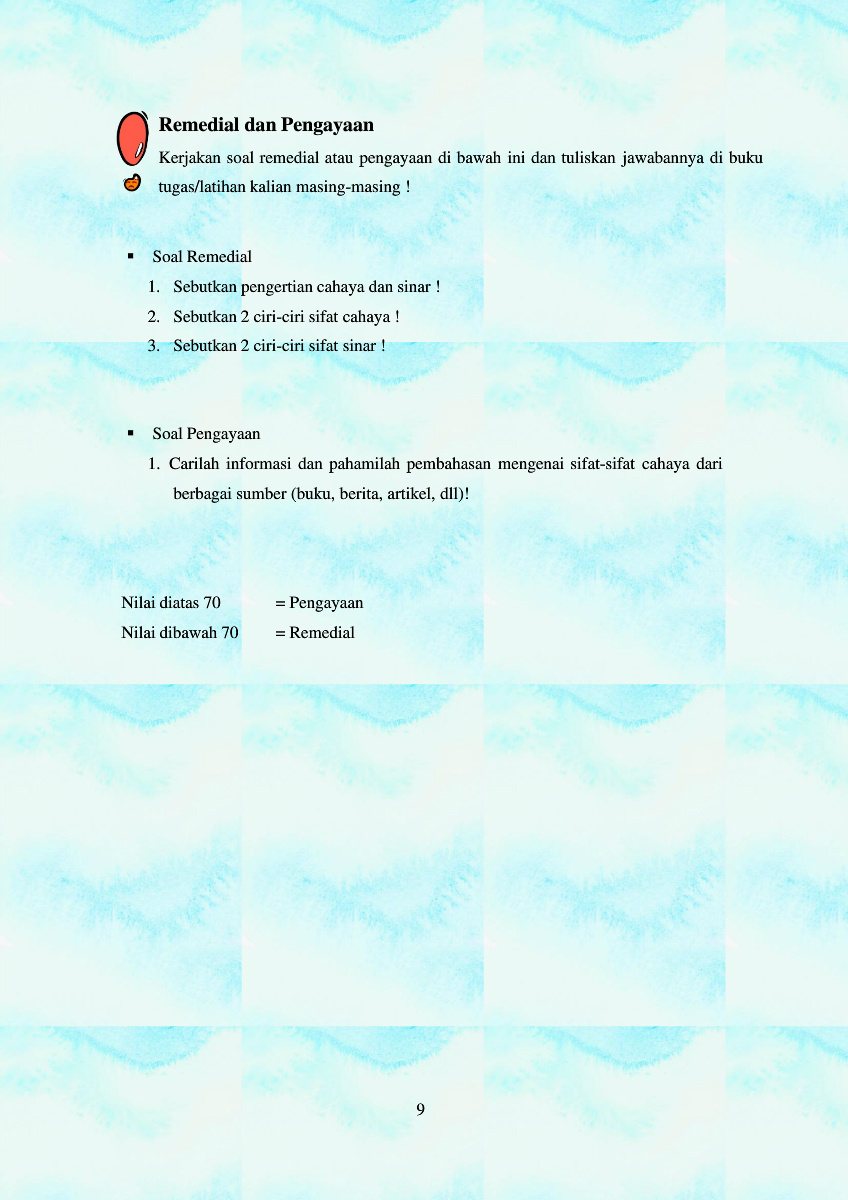 Remedial dan Pengayaan
Kerjakan soal remedial atau pengayaan di bawah ini dan tuliskan jawabannya di buku
tugas/latihan kalian masing-masing !
▪ Soal Remedial
1. Sebutkan pengertian cahaya dan sinar !
2. Sebutkan 2 ciri-ciri sifat cahaya !
3. Sebutkan 2 ciri-ciri sifat sinar !
▪ Soal Pengayaan
1. Carilah informasi dan pahamilah pembahasan mengenai sifat-sifat cahaya dari
berbagai sumber (buku, berita, artikel, dll)!
Nilai diatas 70 = Pengayaan
Nilai dibawah 70 = Remedial
9